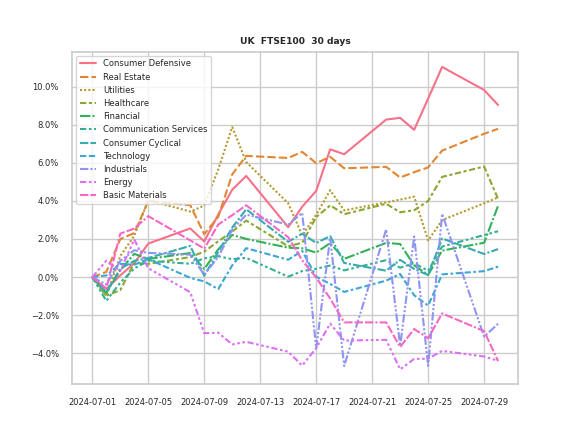 UK  FTSE100  30 days
Consumer Defensive
Real Estate
Utilities
Healthcare
Financial
Communication Services
Consumer Cyclical
Technology
Industrials
Energy
Basic Materials
10.0%
8.0%
6.0%
4.0%
2.0%
0.0%
−2.0%
−4.0%
2024-07-01 2024-07-05 2024-07-09 2024-07-13 2024-07-17 2024-07-21 2024-07-25 2024-07-29